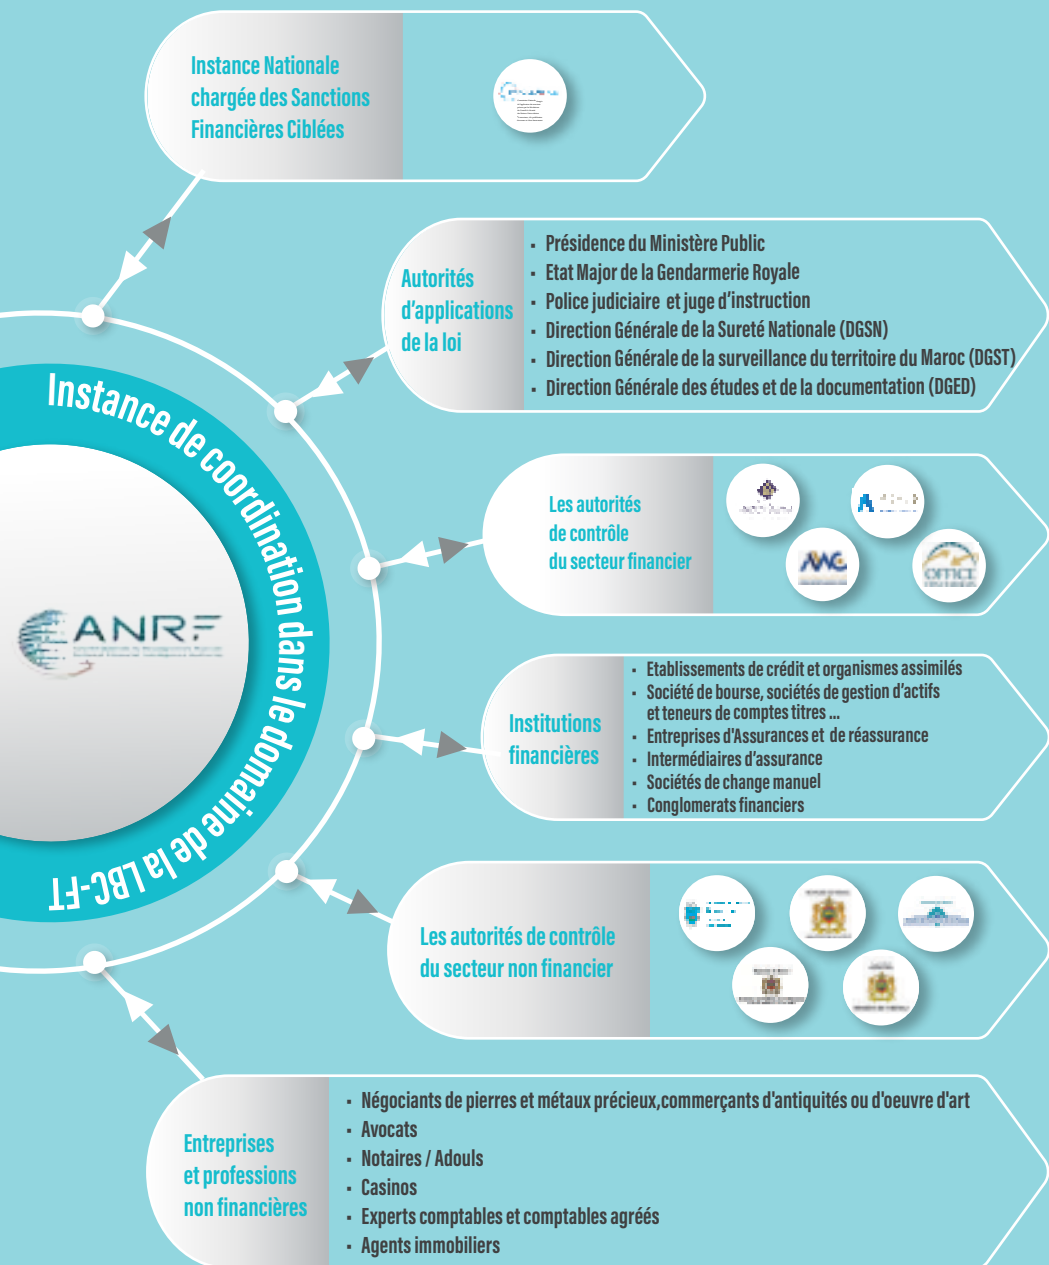 Instance Nationale
chargée des Sanctions
Financières Ciblées
Autorités
d'applications
de la loi
Présidence du Ministère Public
Etat Major de la Gendarmerie Royale
Police judiciaire et juge d'instruction
Direction Générale de la Sureté Nationale (DGSN)
Direction Générale de la surveillance du territoire du Maroc (DGST)
Direction Générale des études et de la documentation (DGED)
Instance de coordination dans le domaine de la LBC-FT
ANRF
Les autorités
de contrôle
du secteur financier
OFFICE
Institutions
financières
Etablissements de crédit et organismes assimilés
Société de bourse, sociétés de gestion d'actifs
et teneurs de comptes titres ...
Entreprises d'Assurances et de réassurance
Intermédiaires d'assurance
Sociétés de change manuel
Conglomerats financiers
Les autorités de contrôle
du secteur non financier
Entreprises
et professions
non financières
Négociants de pierres et métaux précieux,commerçants d'antiquités ou d'oeuvre d'art
Avocats
Notaires / Adouls
Casinos
Experts comptables et comptables agréés
Agents immobiliers